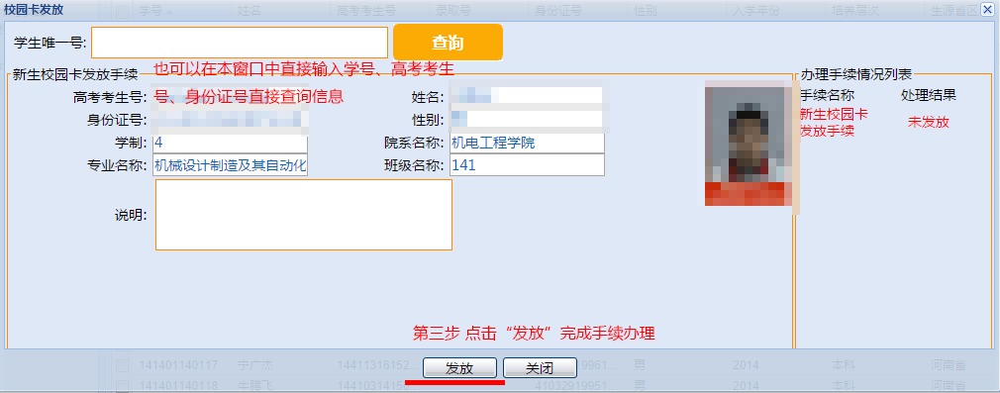 校园卡发放
学号 姓名 高考考生号 录取号 身份证号 性别 入学年份 培养层次 生源省区
学生唯一号: 查询
也可以在本窗口中直接输入学号、高考考生
号、身份证号直接查询信息
新生校园卡发放手续
高考考生号: 姓名:
身份证号: 性别:
学制: 4 院系名称: 机电工程学院
专业名称: 机械设计制造及其自动化 班级名称: 141
说明:
办理手续情况列表
手续名称 处理结果
新生校园卡
发放手续
未发放
第三步 点击“发放”完成手续办理
141401140117 宁广杰 14411316152... 男 2014 本科 河南省
发放 关闭
141401140118 牛腾飞 14410314151... 41032919951... 男 2014 本科 河南省